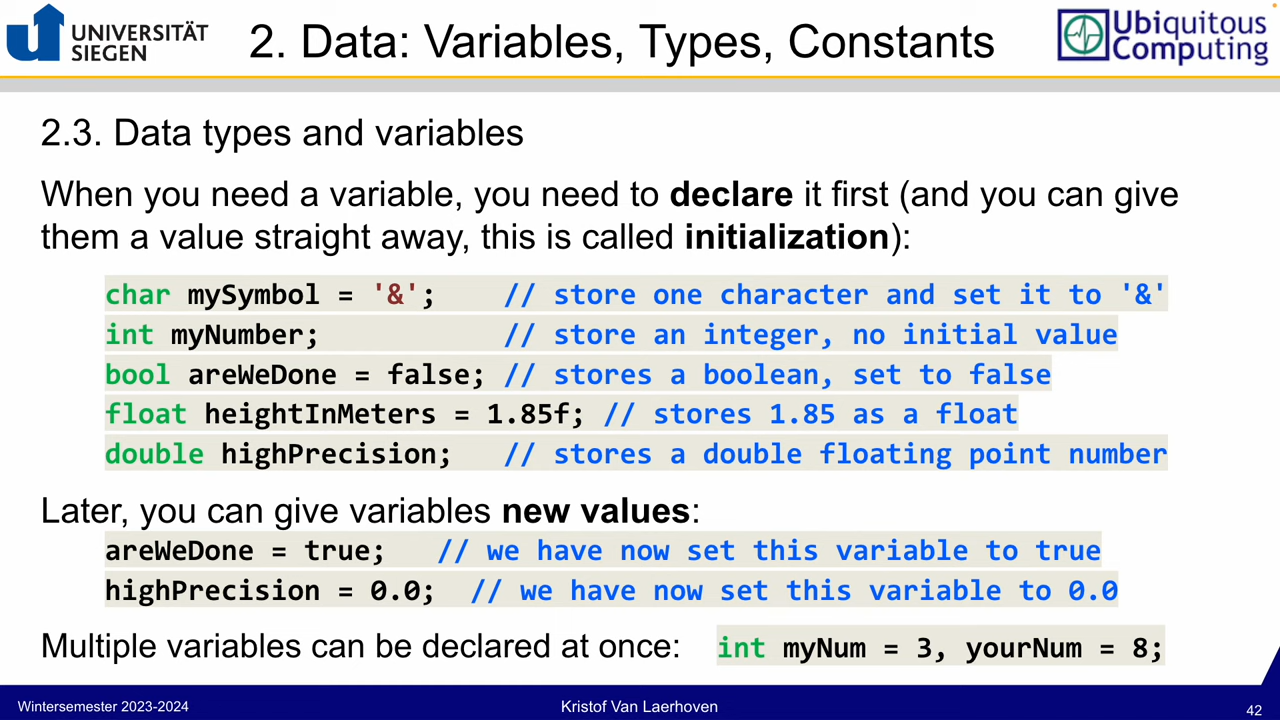 UNIVERSITÄT
SIEGEN
2. Data: Variables, Types, Constants
Ubiquitous
Computing
2.3. Data types and variables
When you need a variable, you need to declare it first (and you can give
them a value straight away, this is called initialization):
char mySymbol = '&';    // store one character and set it to '&'
int myNumber;           // store an integer, no initial value
bool areWeDone = false; // stores a boolean, set to false
float heightInMeters = 1.85f; // stores 1.85 as a float
double highPrecision;   // stores a double floating point number
Later, you can give variables new values:
areWeDone = true;   // we have now set this variable to true
highPrecision = 0.0;  // we have now set this variable to 0.0
Multiple variables can be declared at once: int myNum = 3, yourNum = 8;
Wintersemester 2023-2024 Kristof Van Laerhoven 42